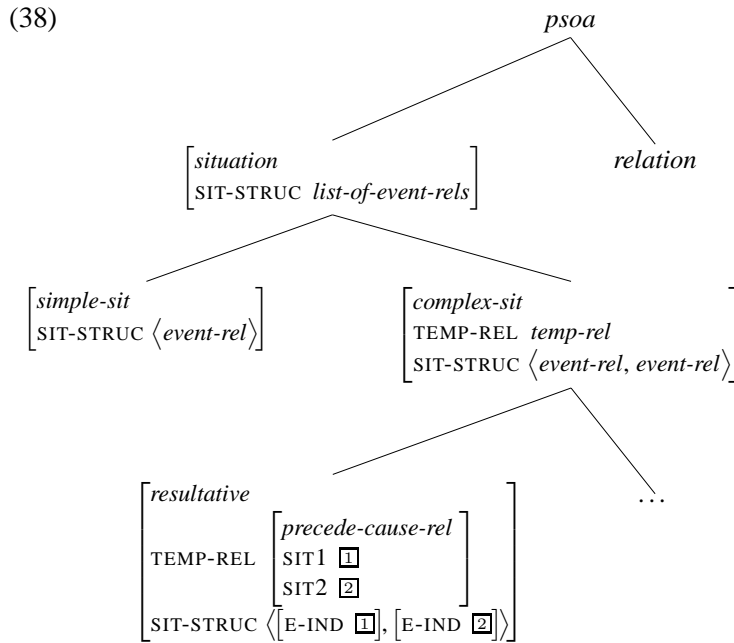 (38)
psoa
situation
SIT-STRUC list-of-event-rels
relation
simple-sit
SIT-STRUC ⟨event-rel⟩
complex-sit
TEMP-REL temp-rel
SIT-STRUC ⟨event-rel, event-rel⟩
resultative
TEMP-REL [precede-cause-rel
SIT1 1
SIT2 2]
SIT-STRUC ⟨[E-IND 1], [E-IND 2]⟩
...